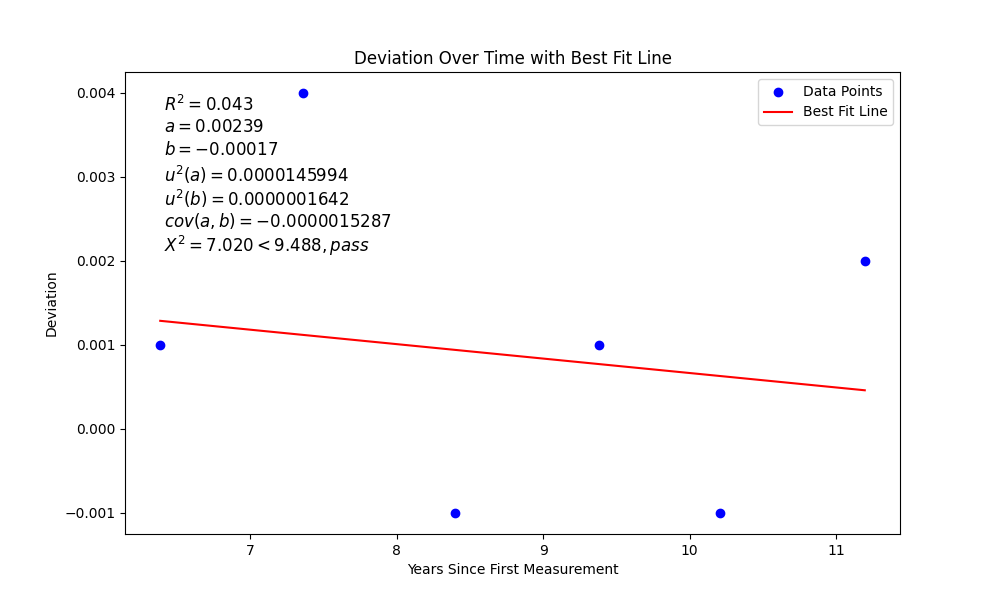 Deviation Over Time with Best Fit Line
R² = 0.043
a = 0.00239
b = −0.00017
u²(a) = 0.0000145994
u²(b) = 0.0000001642
cov(a, b) = −0.0000015287
X² = 7.020 < 9.488, pass
Data Points
Best Fit Line
0.004
0.003
0.002
0.001
0.000
−0.001
Deviation
7 8 9 10 11
Years Since First Measurement